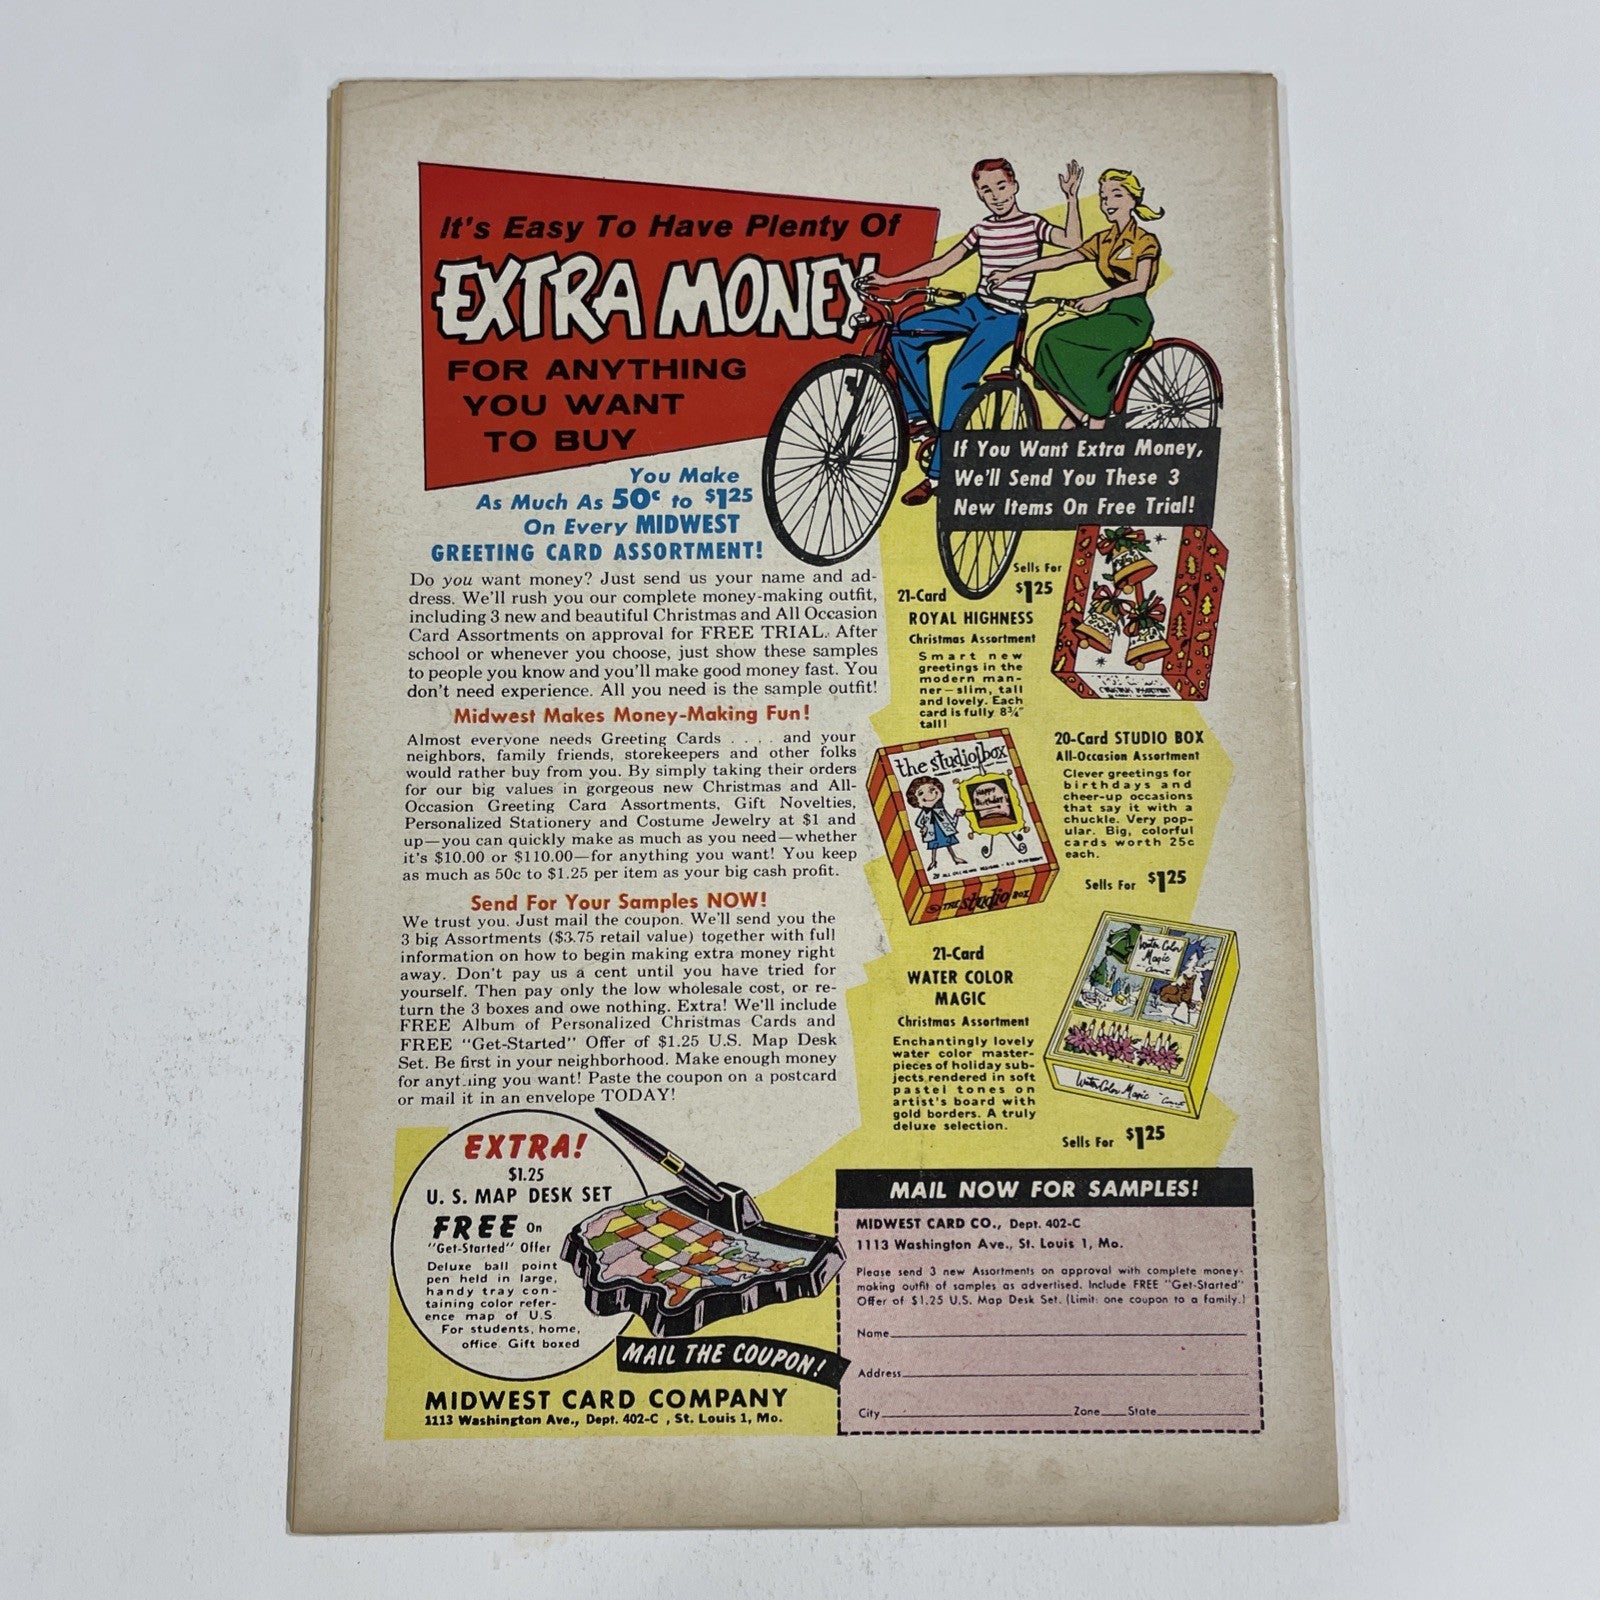 It's Easy To Have Plenty Of
EXTRA MONEY
FOR ANYTHING
YOU WANT
TO BUY
You Make
As Much As 50¢ to $1.25
On Every MIDWEST
GREETING CARD ASSORTMENT!
Do you want money? Just send us your name and ad-
dress. We'll rush you our complete money-making outfit,
including 3 new and beautiful Christmas and All Occasion
Card Assortments on approval for FREE TRIAL. After
school or whenever you choose, just show these samples
to people you know and you'll make good money fast. You
don't need experience. All you need is the sample outfit!
Midwest Makes Money-Making Fun!
Almost everyone needs Greeting Cards . . . . and your
neighbors, family friends, storekeepers and other folks
would rather buy from you. By simply taking their orders
for our big values in gorgeous new Christmas and All-
Occasion Greeting Card Assortments, Gift Novelties,
Personalized Stationery and Costume Jewelry at $1 and
up—you can quickly make as much as you need—whether
it's $10.00 or $110.00—for anything you want! You keep
as much as 50c to $1.25 per item as your big cash profit.
Send For Your Samples NOW!
We trust you. Just mail the coupon. We'll send you the
3 big Assortments ($3.75 retail value) together with full
information on how to begin making extra money right
away. Don't pay us a cent until you have tried for
yourself. Then pay only the low wholesale cost, or re-
turn the 3 boxes and owe nothing. Extra! We'll include
FREE Album of Personalized Christmas Cards and
FREE "Get-Started" Offer of $1.25 U.S. Map Desk
Set. Be first in your neighborhood. Make enough money
for anything you want! Paste the coupon on a postcard
or mail it in an envelope TODAY!
If You Want Extra Money,
We'll Send You These 3
New Items On Free Trial!
Sells For
$1.25
21-Card
ROYAL HIGHNESS
Christmas Assortment
Smart new
greetings in the
modern man-
ner—slim, tall
and lovely. Each
card is fully 8¾"
tall!
CHRISTMAS ASSORTMENT
the studio box
Happy
Birthday
THE studio BOX
20-Card STUDIO BOX
All-Occasion Assortment
Clever greetings for
birthdays and
cheer-up occasions
that say it with a
chuckle. Very pop-
ular. Big, colorful
cards worth 25c
each.
Sells For $1.25
21-Card
WATER COLOR
MAGIC
Christmas Assortment
Enchantingly lovely
water color master-
pieces of holiday sub-
jects rendered in soft
pastel tones on
artist's board with
gold borders. A truly
deluxe selection.
Water Color
Magic
Water Color Magic
Sells For $1.25
EXTRA!
$1.25
U. S. MAP DESK SET
FREE On
"Get-Started" Offer
Deluxe ball point
pen held in large,
handy tray con-
taining color refer-
ence map of U.S.
For students, home,
office. Gift boxed
MAIL THE COUPON!
MIDWEST CARD COMPANY
1113 Washington Ave., Dept. 402-C , St. Louis 1, Mo.
MAIL NOW FOR SAMPLES!
MIDWEST CARD CO., Dept. 402-C
1113 Washington Ave., St. Louis 1, Mo.
Please send 3 new Assortments on approval with complete money-
making outfit of samples as advertised. Include FREE "Get-Started"
Offer of $1.25 U.S. Map Desk Set. (Limit: one coupon to a family.)
Name
Address
City Zone State